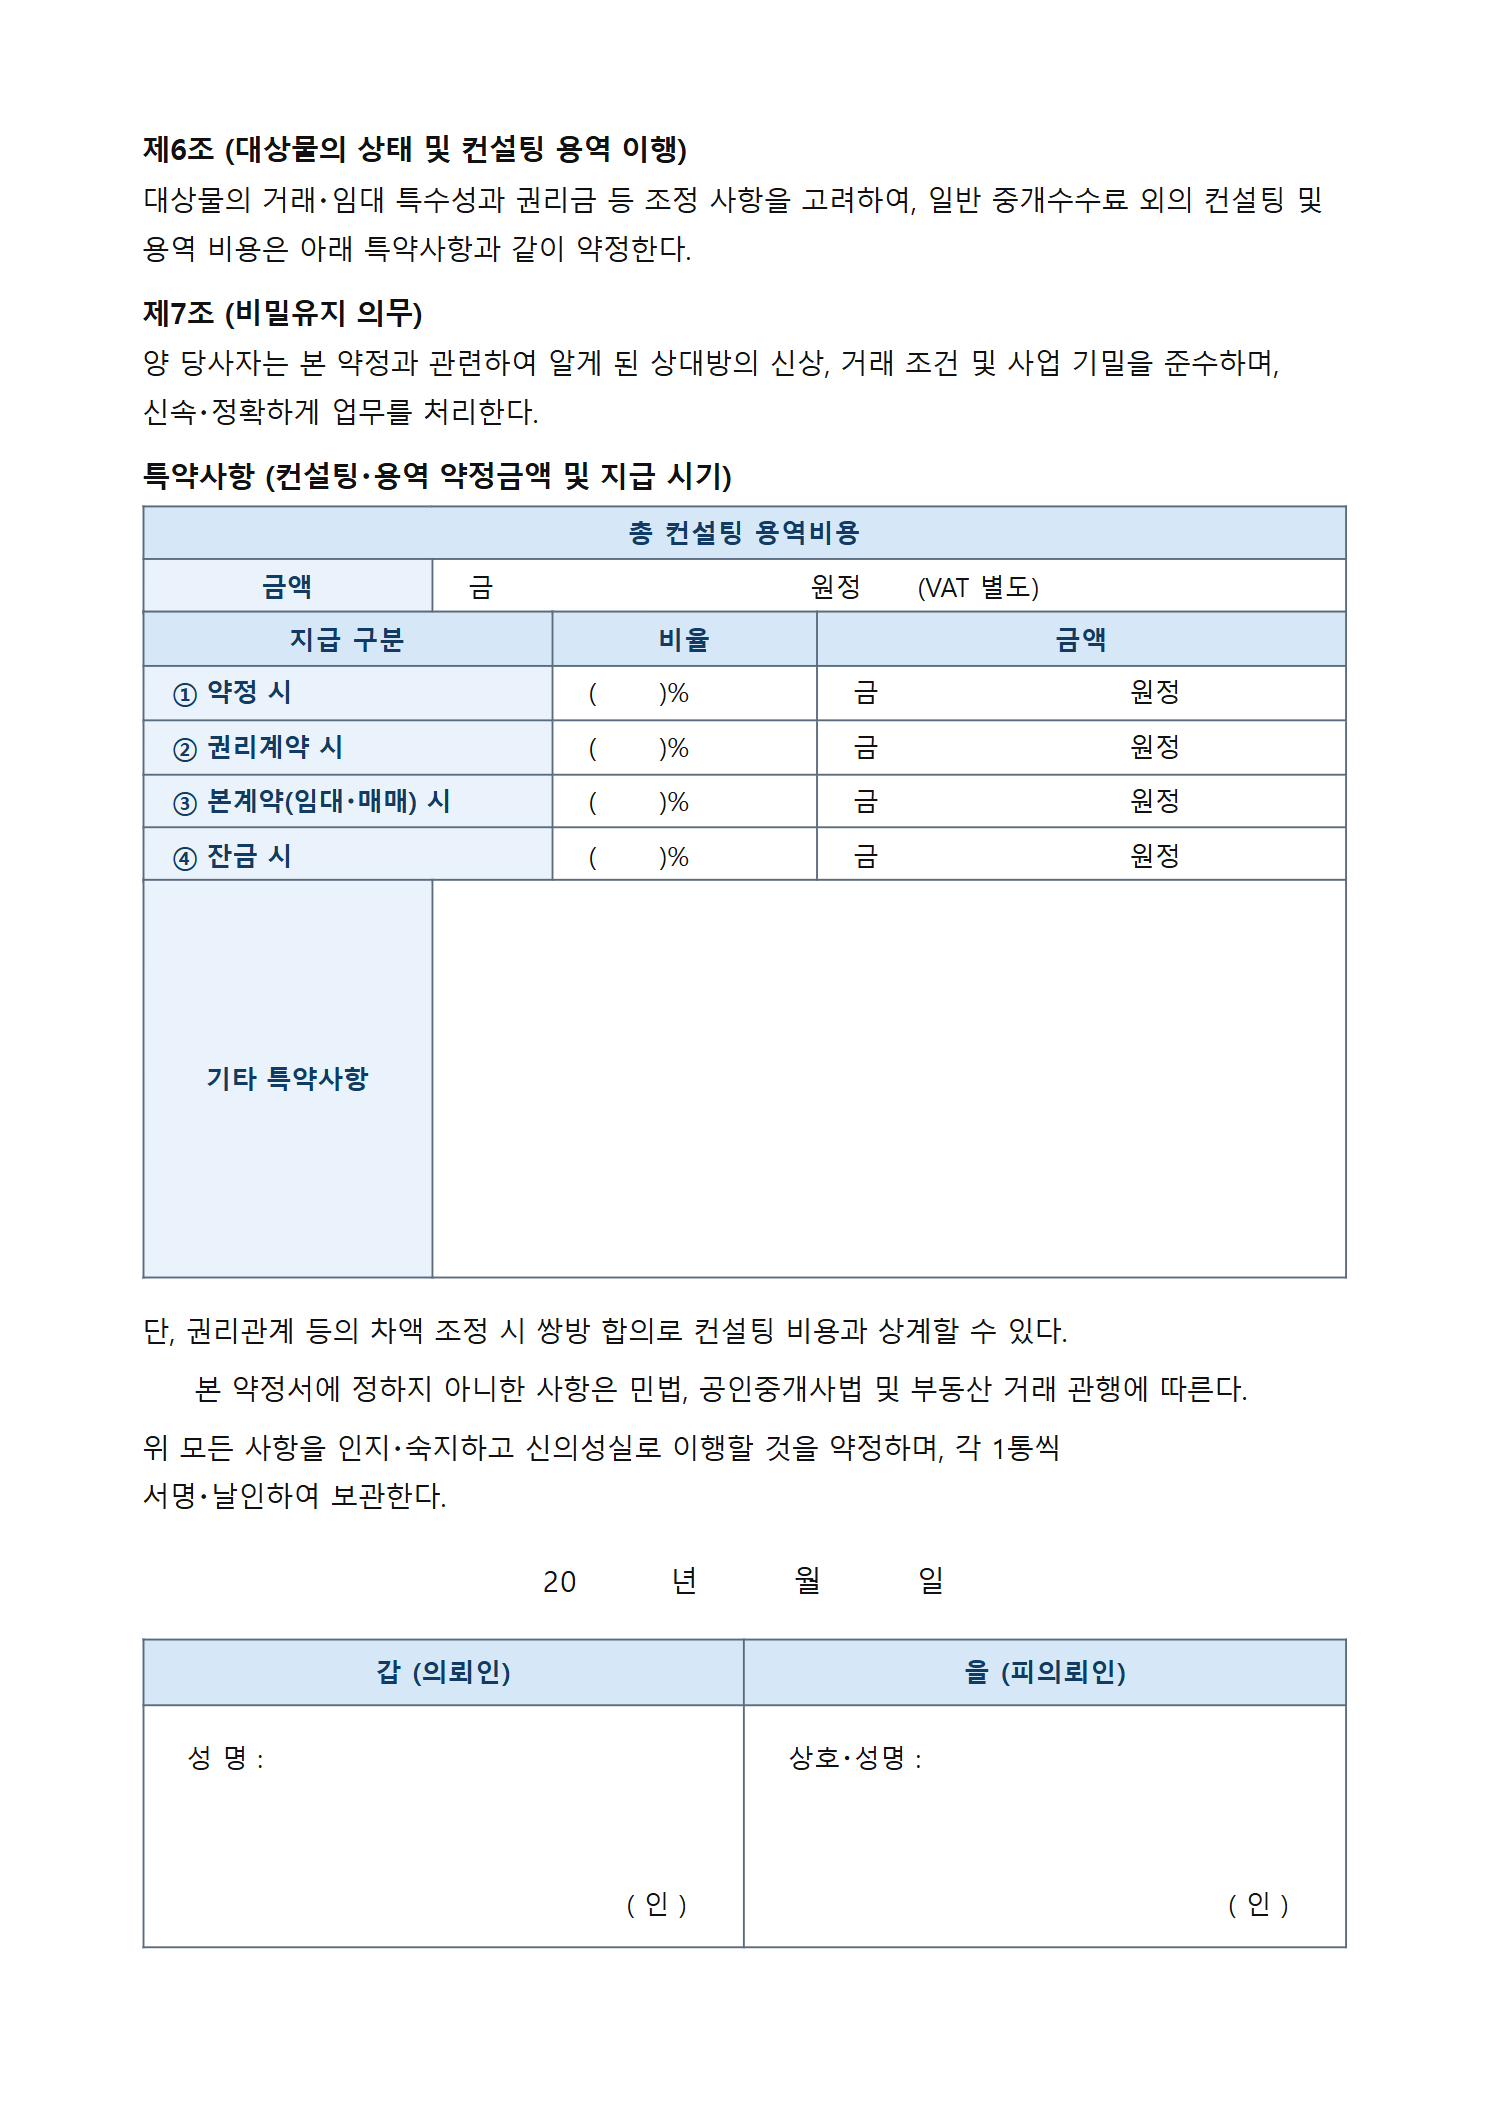 제6조 (대상물의 상태 및 컨설팅 용역 이행)
대상물의 거래·임대 특수성과 권리금 등 조정 사항을 고려하여, 일반 중개수수료 외의 컨설팅 및
용역 비용은 아래 특약사항과 같이 약정한다.
제7조 (비밀유지 의무)
양 당사자는 본 약정과 관련하여 알게 된 상대방의 신상, 거래 조건 및 사업 기밀을 준수하며,
신속·정확하게 업무를 처리한다.
특약사항 (컨설팅·용역 약정금액 및 지급 시기)
총 컨설팅 용역비용
금액 금 원정 (VAT 별도)
지급 구분 비율 금액
① 약정 시 ( )% 금 원정
② 권리계약 시 ( )% 금 원정
③ 본계약(임대·매매) 시 ( )% 금 원정
④ 잔금 시 ( )% 금 원정
기타 특약사항
단, 권리관계 등의 차액 조정 시 쌍방 합의로 컨설팅 비용과 상계할 수 있다.
본 약정서에 정하지 아니한 사항은 민법, 공인중개사법 및 부동산 거래 관행에 따른다.
위 모든 사항을 인지·숙지하고 신의성실로 이행할 것을 약정하며, 각 1통씩
서명·날인하여 보관한다.
20 년 월 일
갑 (의뢰인) 을 (피의뢰인)
성 명 : 상호·성명 :
( 인 ) ( 인 )